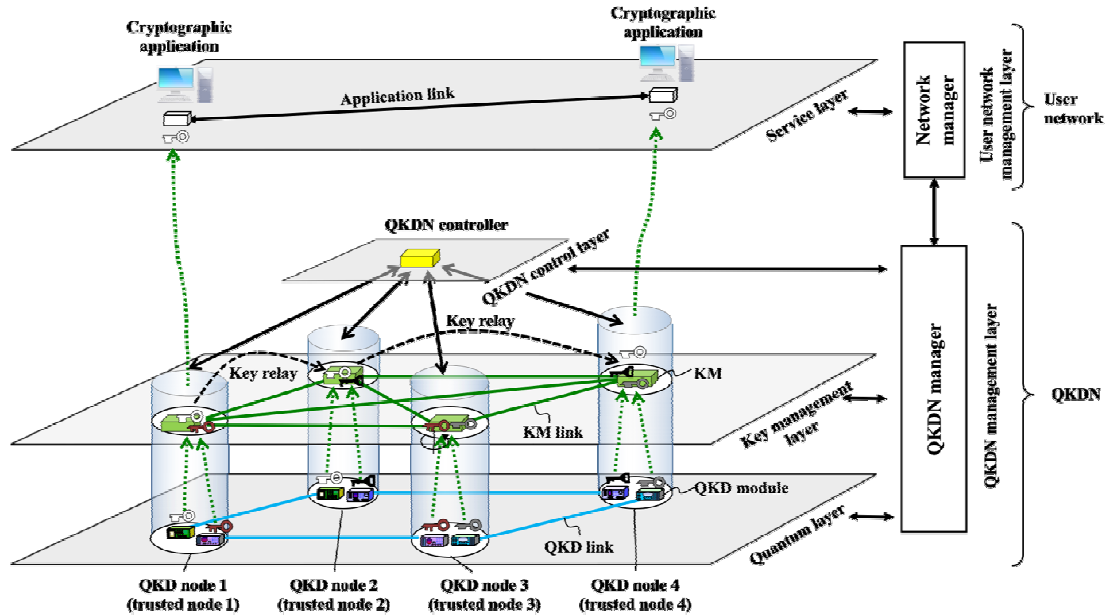 Cryptographic
application
Cryptographic
application
Application link
Service layer
Network
manager
User network
management layer
User
network
QKDN controller
QKDN control layer
Key relay
Key relay
KM
KM link
Key management
layer
QKDN manager
QKDN management layer
QKDN
QKD module
QKD link
Quantum layer
QKD node 1
(trusted node 1)
QKD node 2
(trusted node 2)
QKD node 3
(trusted node 3)
QKD node 4
(trusted node 4)